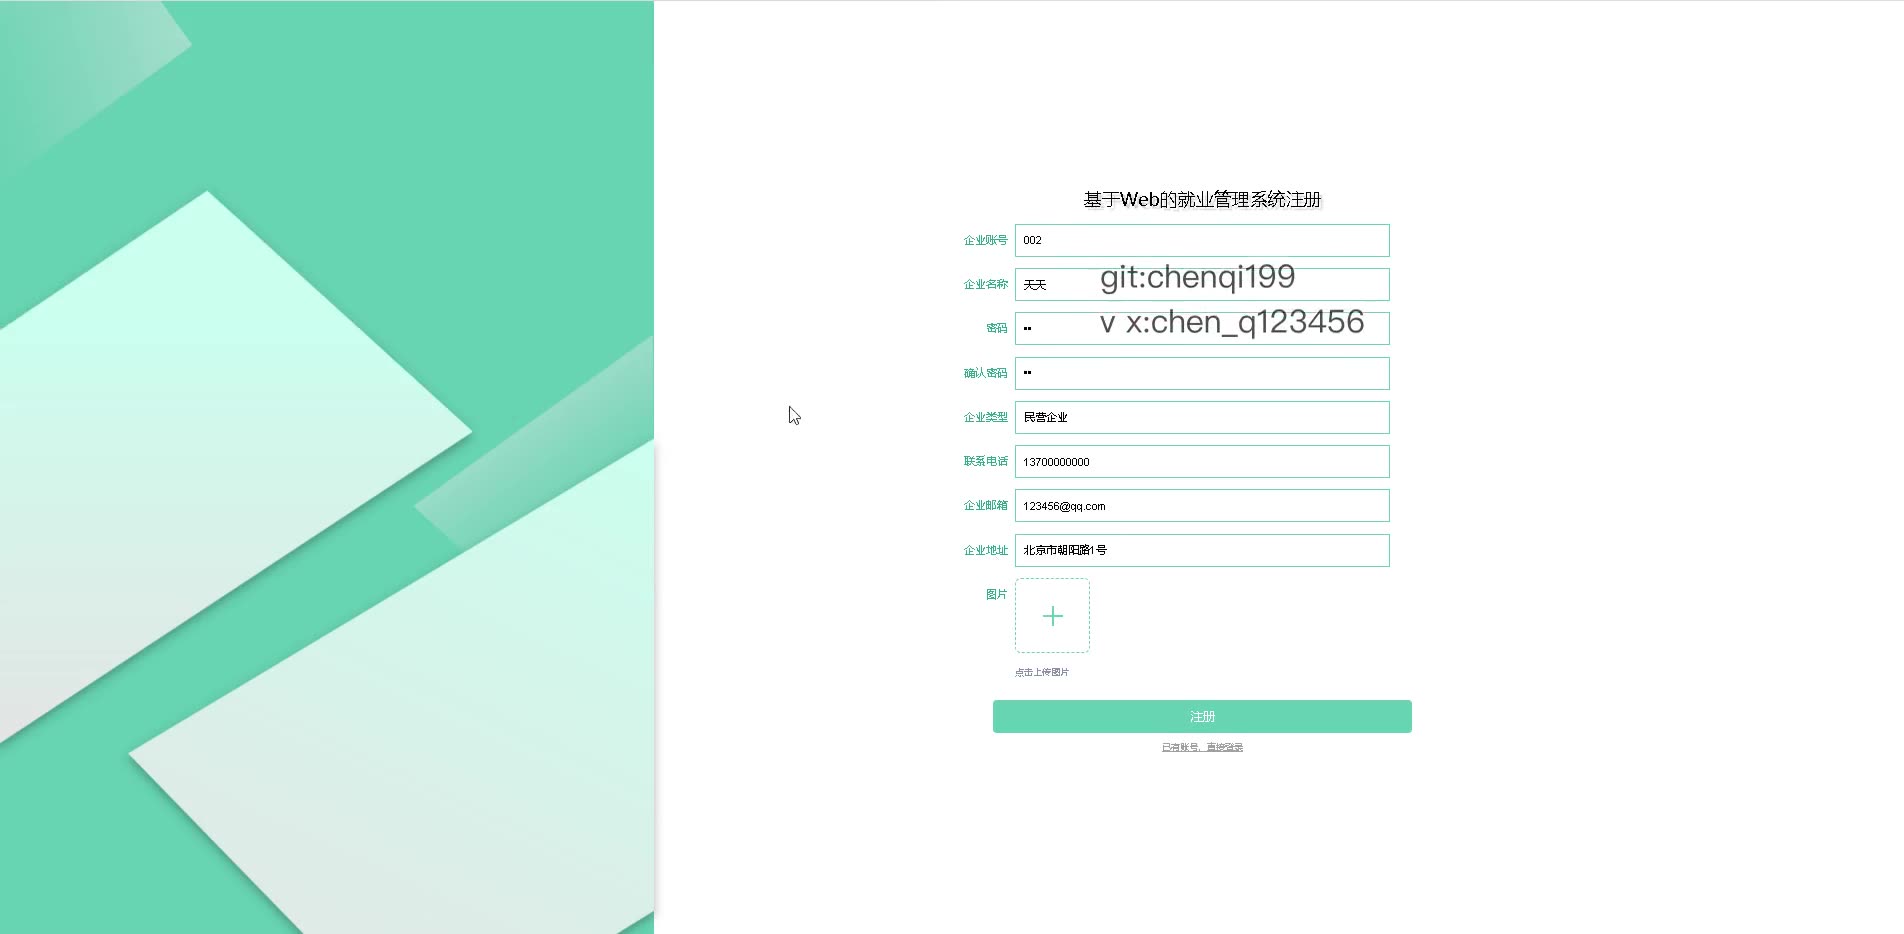 基于Web的就业管理系统注册
企业账号 002
企业名称 天天 git:chenqi199
密码 •• v x:chen_q123456
确认密码 ••
企业类型 民营企业
联系电话 13700000000
企业邮箱 123456@qq.com
企业地址 北京市朝阳路1号
图片
点击上传图片
注册
已有账号，直接登录